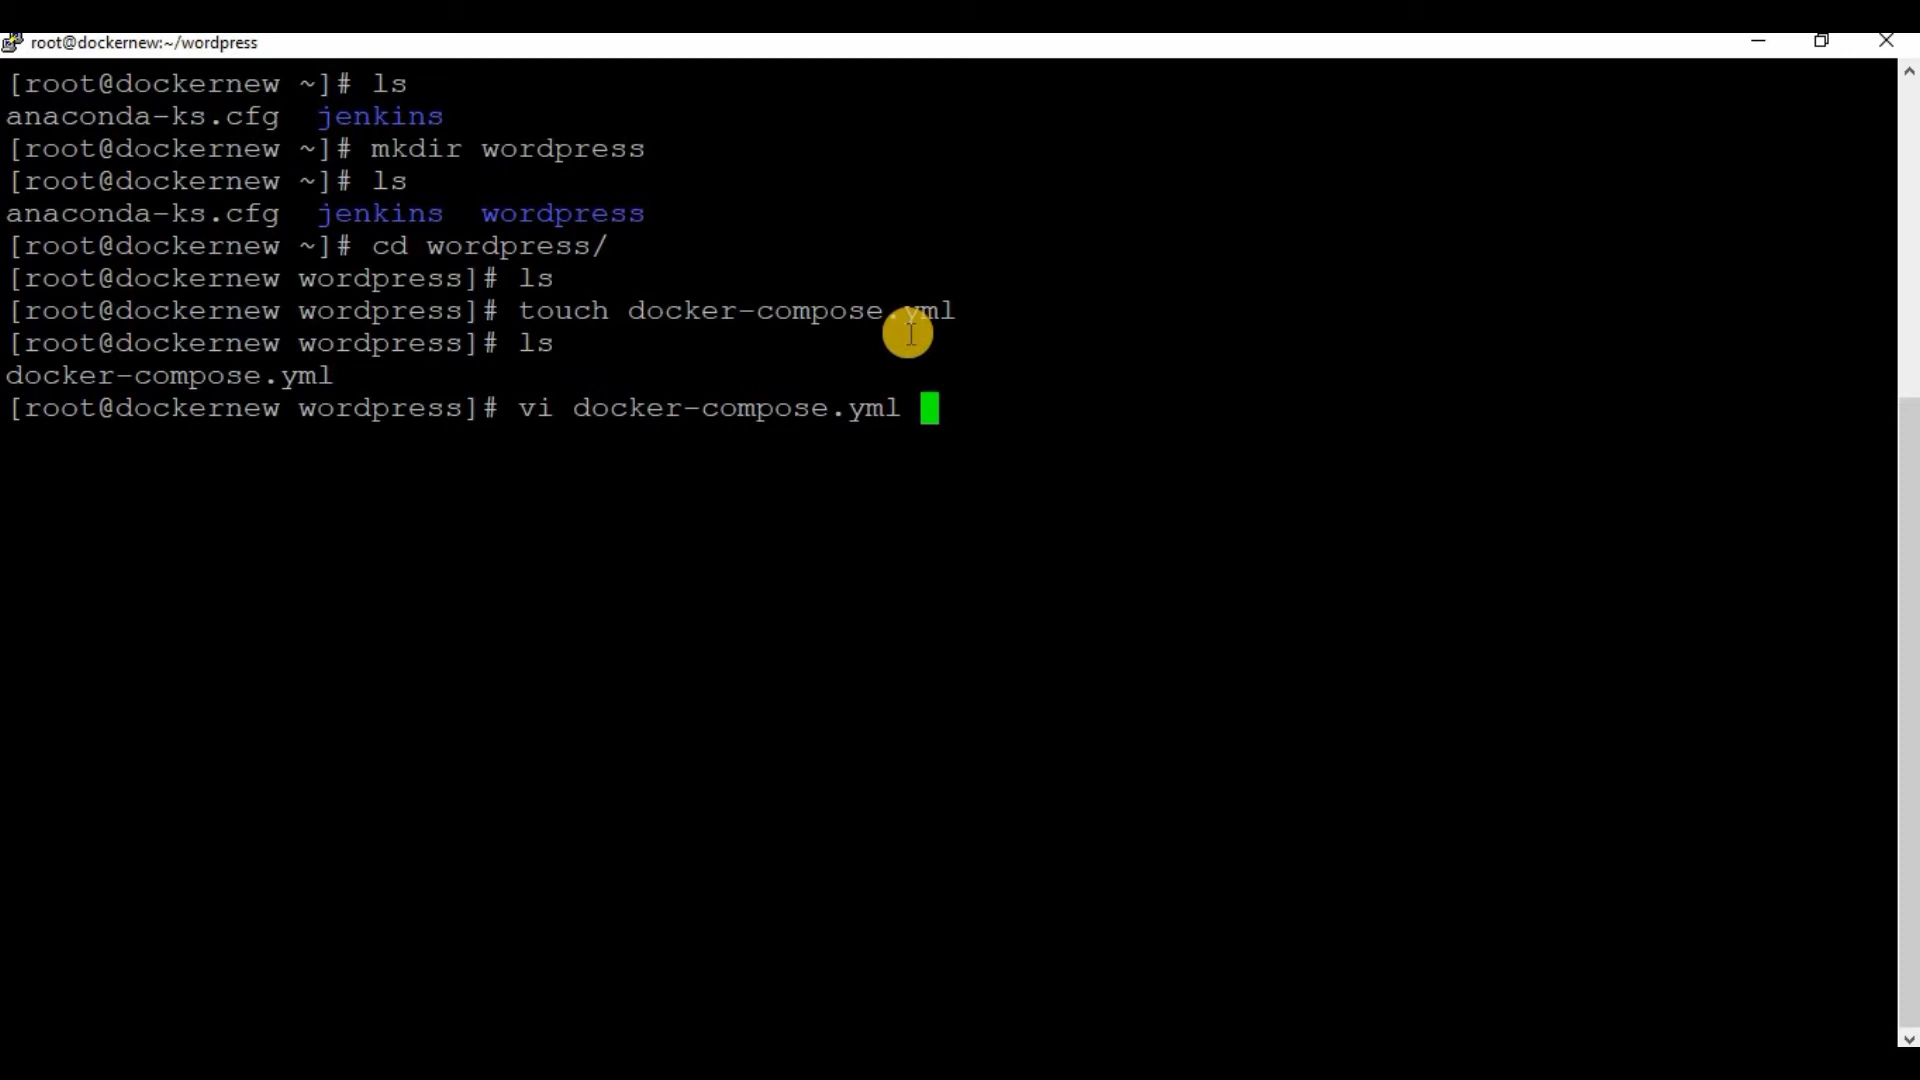 root@dockernew:~/wordpress
[root@dockernew ~]# ls
anaconda-ks.cfg  jenkins
[root@dockernew ~]# mkdir wordpress
[root@dockernew ~]# ls
anaconda-ks.cfg  jenkins  wordpress
[root@dockernew ~]# cd wordpress/
[root@dockernew wordpress]# ls
[root@dockernew wordpress]# touch docker-compose.yml
[root@dockernew wordpress]# ls
docker-compose.yml
[root@dockernew wordpress]# vi docker-compose.yml